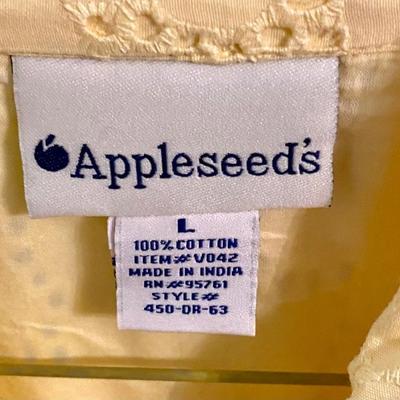 Appleseed's
L
100% COTTON
ITEM# V042
MADE IN INDIA
RN#95761
STYLE#
450-DR-63